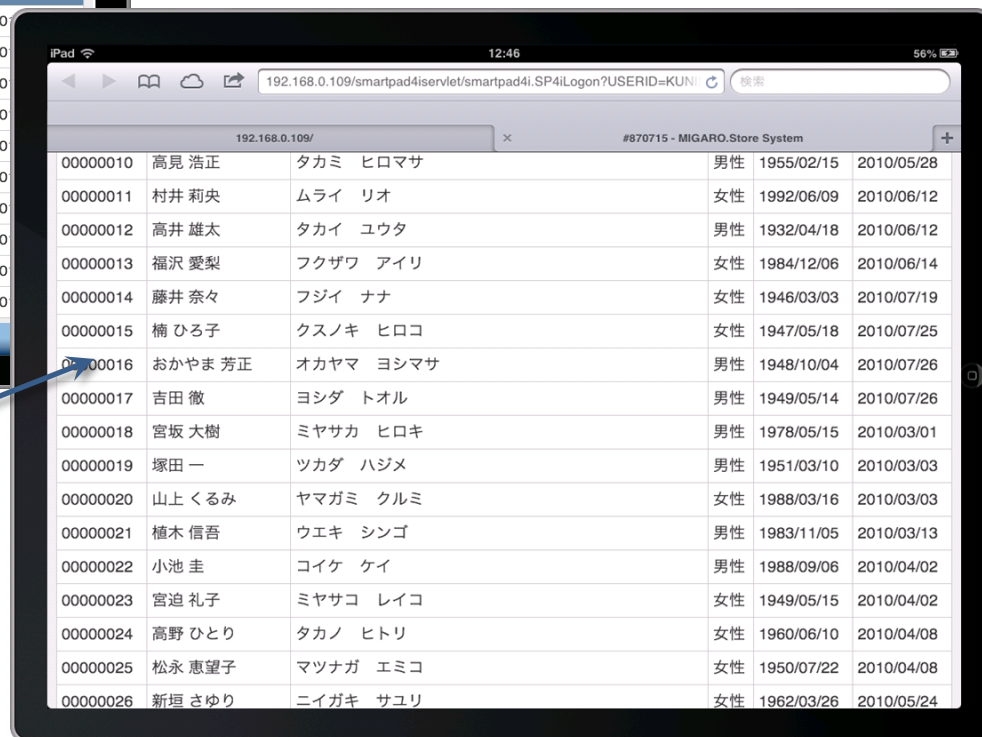 iPad 12:46 56%
192.168.0.109/smartpad4iservlet/smartpad4i.SP4iLogon?USERID=KUNI 検索
192.168.0.109/ × #870715 - MIGARO.Store System +
00000010 高見 浩正 タカミ ヒロマサ 男性 1955/02/15 2010/05/28
00000011 村井 莉央 ムライ リオ 女性 1992/06/09 2010/06/12
00000012 高井 雄太 タカイ ユウタ 男性 1932/04/18 2010/06/12
00000013 福沢 愛梨 フクザワ アイリ 女性 1984/12/06 2010/06/14
00000014 藤井 奈々 フジイ ナナ 女性 1946/03/03 2010/07/19
00000015 楠 ひろ子 クスノキ ヒロコ 女性 1947/05/18 2010/07/25
00000016 おかやま 芳正 オカヤマ ヨシマサ 男性 1948/10/04 2010/07/26
00000017 吉田 徹 ヨシダ トオル 男性 1949/05/14 2010/07/26
00000018 宮坂 大樹 ミヤサカ ヒロキ 男性 1978/05/15 2010/03/01
00000019 塚田 一 ツカダ ハジメ 男性 1951/03/10 2010/03/03
00000020 山上 くるみ ヤマガミ クルミ 女性 1988/03/16 2010/03/03
00000021 植木 信吾 ウエキ シンゴ 男性 1983/11/05 2010/03/13
00000022 小池 圭 コイケ ケイ 男性 1988/09/06 2010/04/02
00000023 宮迫 礼子 ミヤサコ レイコ 女性 1949/05/15 2010/04/02
00000024 高野 ひとり タカノ ヒトリ 女性 1960/06/10 2010/04/08
00000025 松永 恵望子 マツナガ エミコ 女性 1950/07/22 2010/04/08
00000026 新垣 さゆり ニイガキ サユリ 女性 1962/03/26 2010/05/24